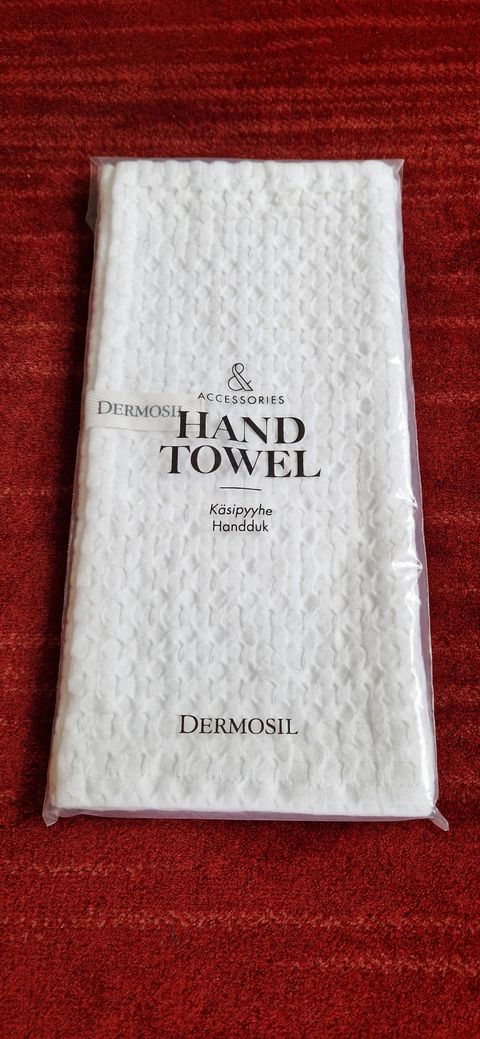 &
ACCESSORIES
DERMOSIL
HAND
TOWEL
Käsipyyhe
Handduk
DERMOSIL